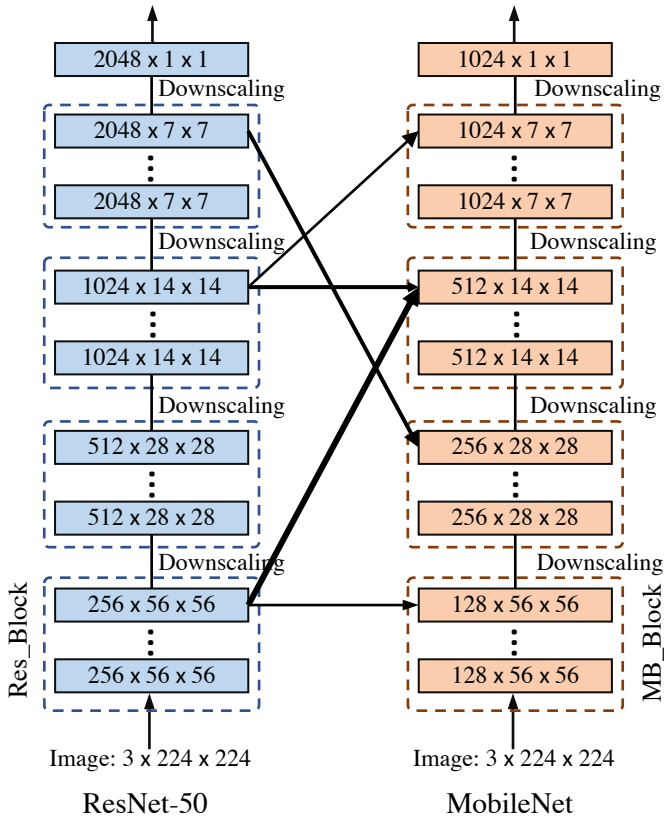 2048 x 1 x 1
Downscaling
2048 x 7 x 7
2048 x 7 x 7
Downscaling
1024 x 14 x 14
1024 x 14 x 14
Downscaling
512 x 28 x 28
512 x 28 x 28
Downscaling
256 x 56 x 56
256 x 56 x 56
Res_Block
Image: 3 x 224 x 224
ResNet-50
1024 x 1 x 1
Downscaling
1024 x 7 x 7
1024 x 7 x 7
Downscaling
512 x 14 x 14
512 x 14 x 14
Downscaling
256 x 28 x 28
256 x 28 x 28
Downscaling
128 x 56 x 56
128 x 56 x 56
MB_Block
Image: 3 x 224 x 224
MobileNet